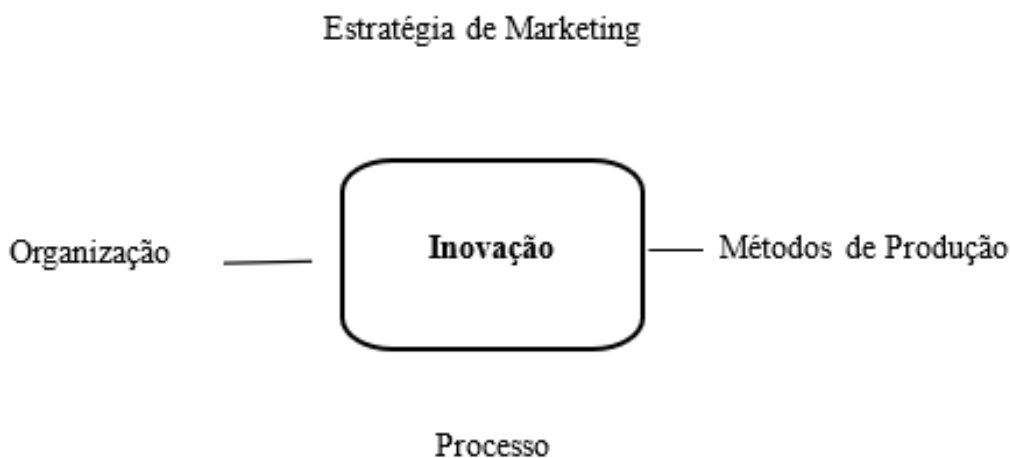 Estratégia de Marketing
Organização
Inovação
Métodos de Produção
Processo